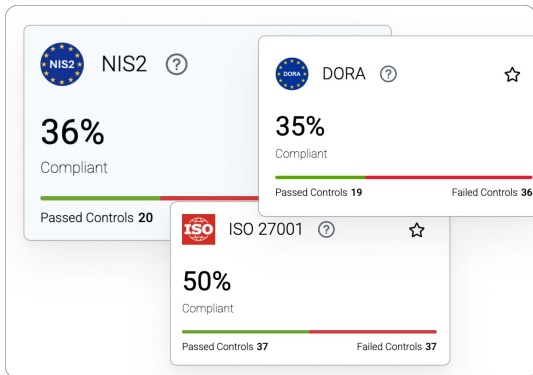 NIS2 NIS2 ?
36%
Compliant
Passed Controls 20
DORA DORA ?
35%
Compliant
Passed Controls 19 Failed Controls 36
ISO ISO 27001 ?
50%
Compliant
Passed Controls 37 Failed Controls 37